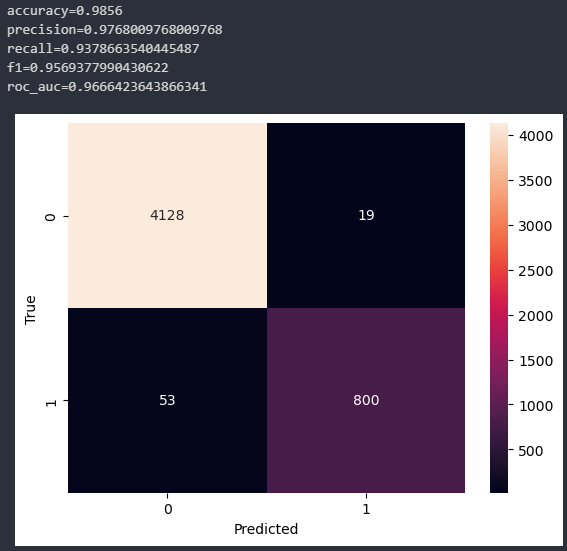 accuracy=0.9856
precision=0.9768009768009768
recall=0.9378663540445487
f1=0.9569377990430622
roc_auc=0.9666423643866341
4128 19
53 800
0
1
True
0 1
Predicted
4000
3500
3000
2500
2000
1500
1000
500